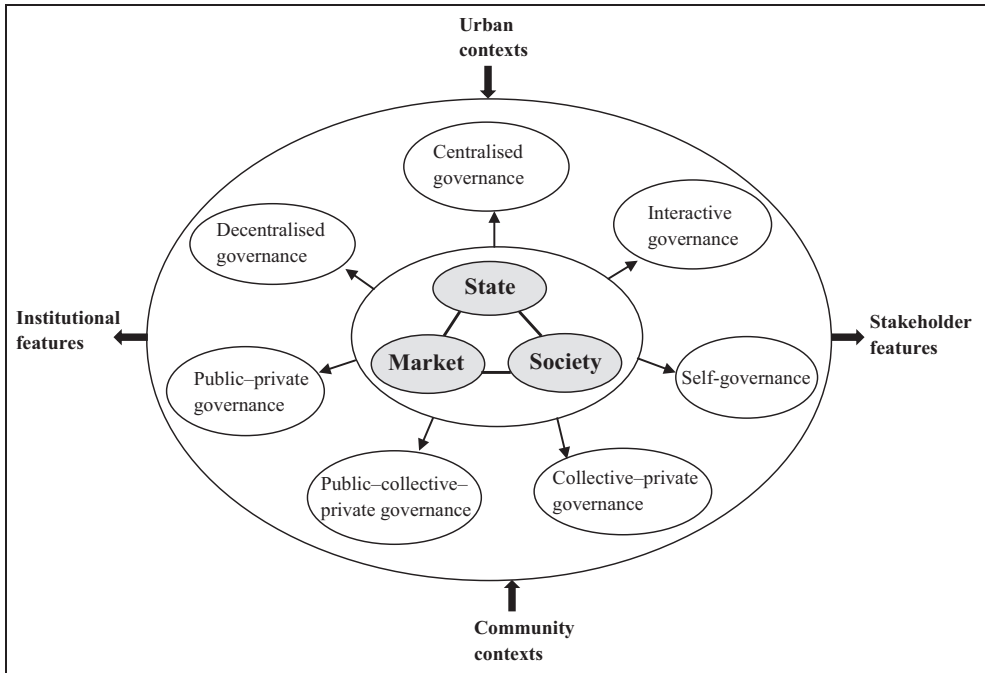 Urban
contexts
Centralised
governance
Interactive
governance
Decentralised
governance
State
Market
Society
Institutional
features
Stakeholder
features
Public–private
governance
Self-governance
Public–collective–
private governance
Collective–private
governance
Community
contexts